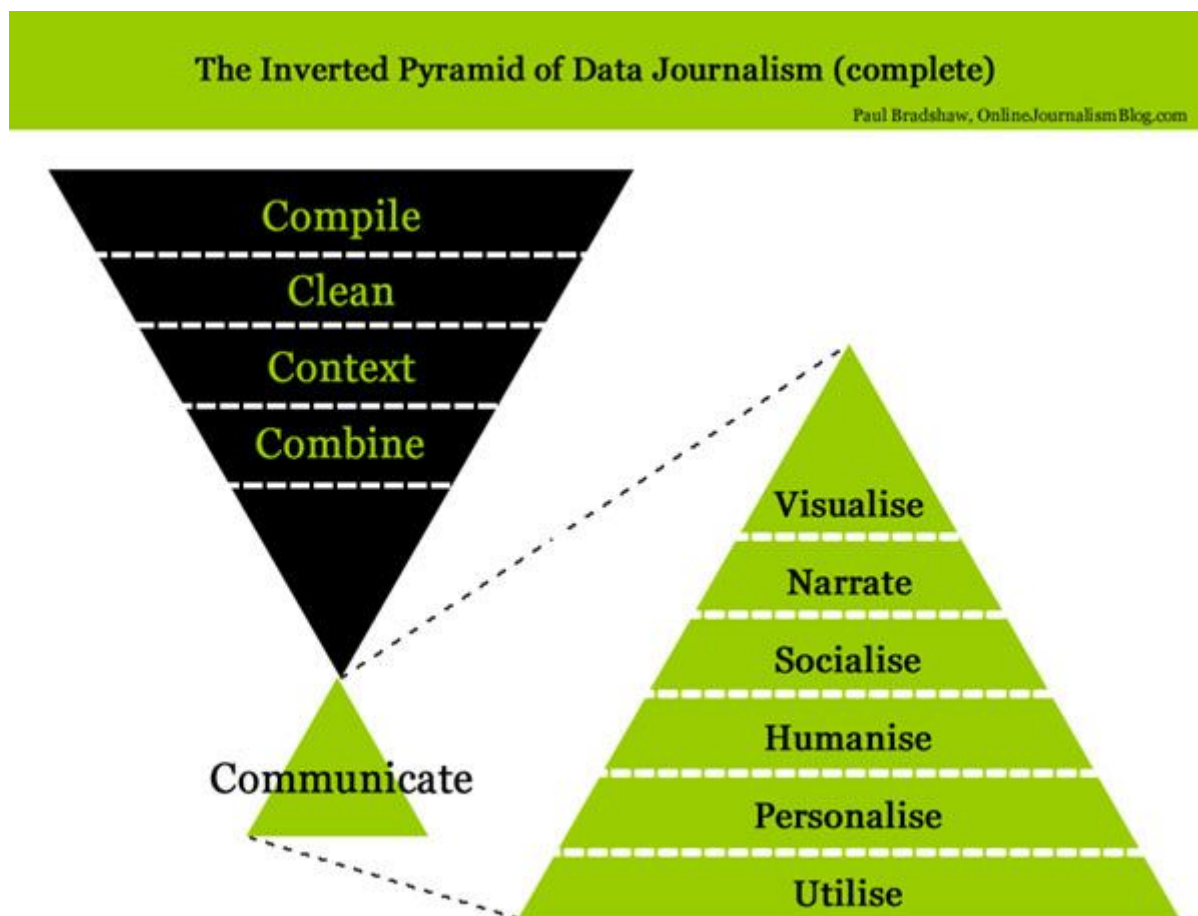 The Inverted Pyramid of Data Journalism (complete)
Paul Bradshaw, OnlineJournalismBlog.com
Compile
Clean
Context
Combine
Communicate
Visualise
Narrate
Socialise
Humanise
Personalise
Utilise